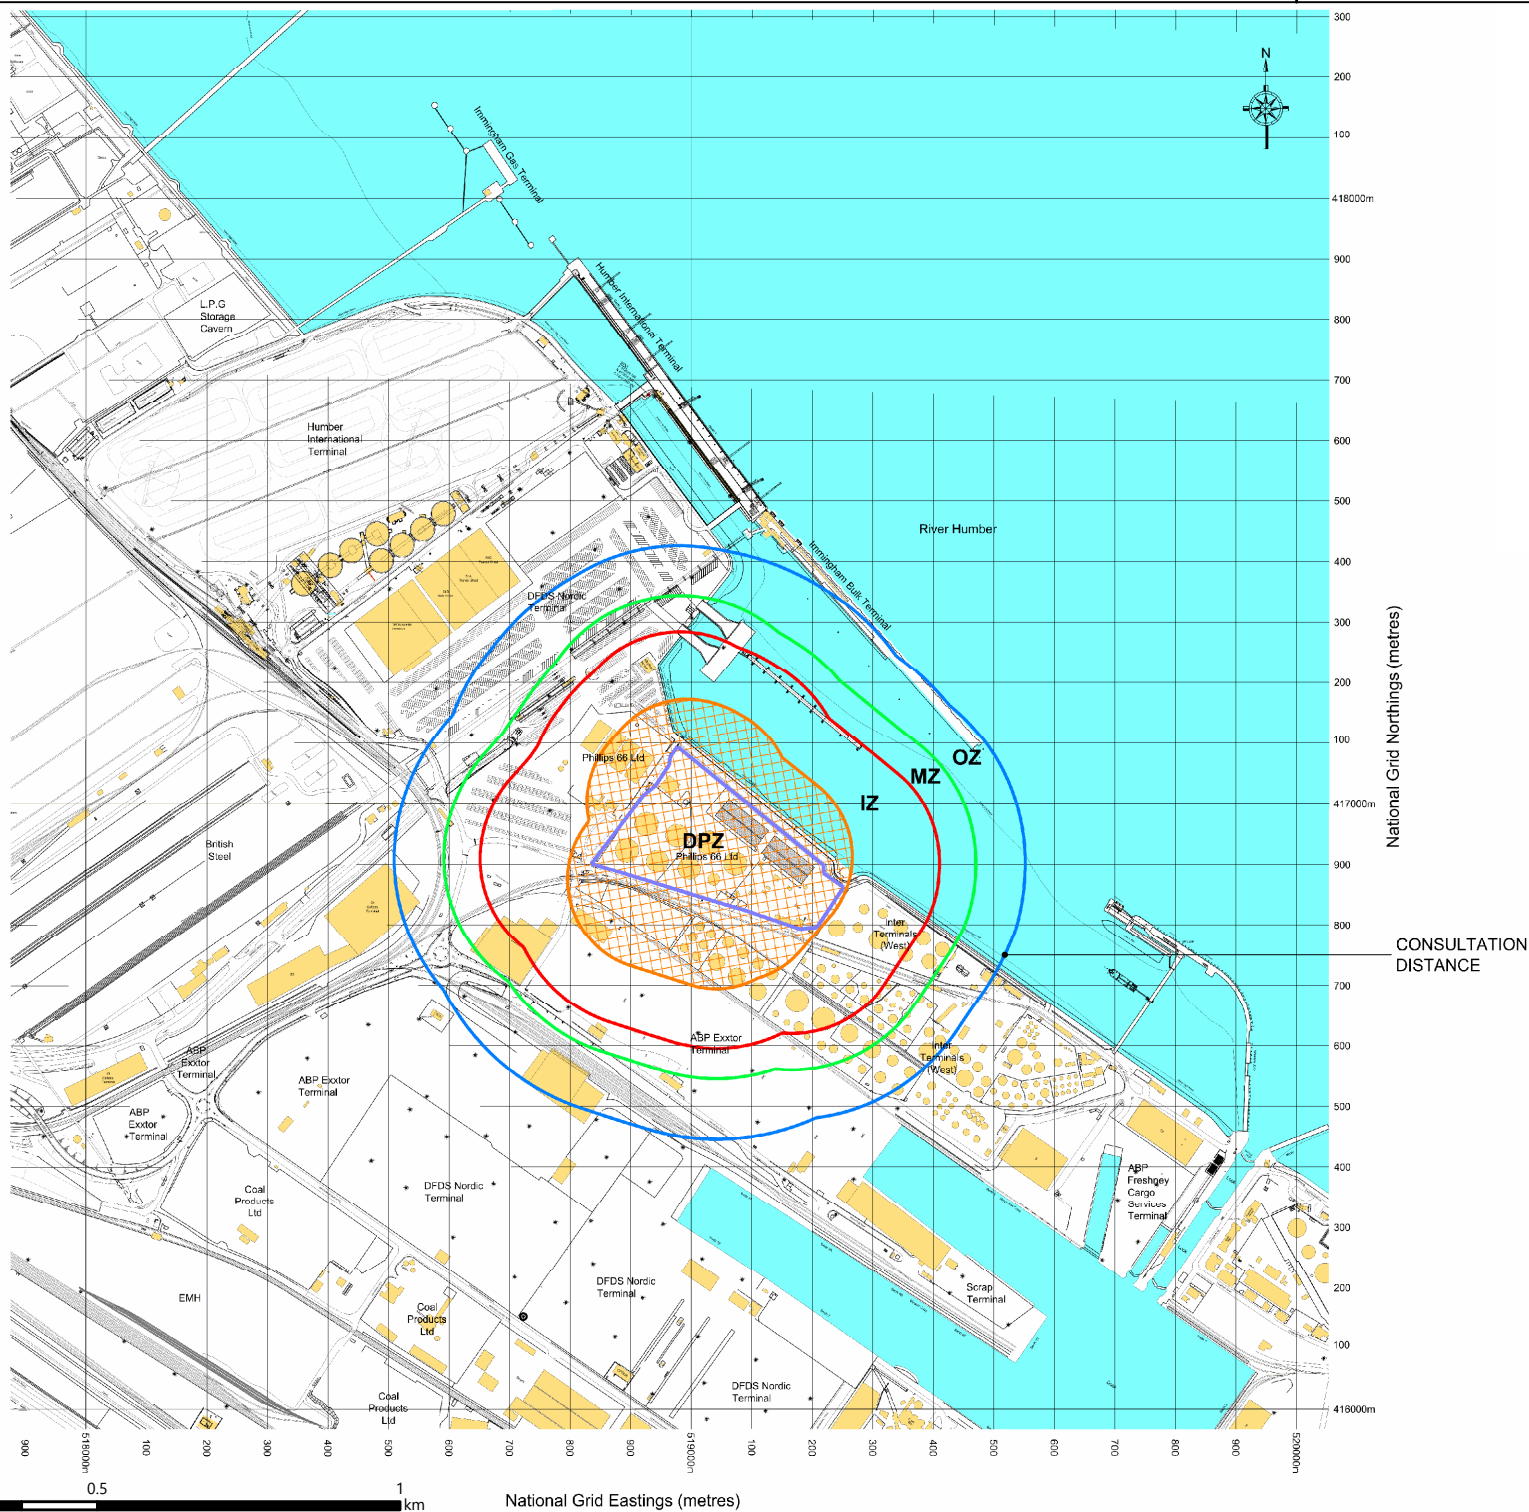 300
200
100
418000m
900
800
700
600
500
400
300
200
100
417000m
900
800
700
600
500
400
300
200
100
416000m
National Grid Northings (metres)
N
Immingham Gas Terminal
Humber International Terminal
L.P.G
Storage
Cavern
Humber
International
Terminal
River Humber
Immingham Bulk Terminal
DFDS Nordic
Terminal
OZ
MZ
IZ
Phillips 66 Ltd
DPZ
Phillips 66 Ltd
British
Steel
Inter
Terminals
(West)
CONSULTATION
DISTANCE
ABP Exxtor
Terminal
Inter
Terminals
(West)
ABP
Exxtor
Terminal
ABP Exxtor
Terminal
ABP
Exxtor
Terminal
Coal
Products
Ltd
DFDS Nordic
Terminal
ABP
Freshney
Cargo
Services
Terminal
EMH
DFDS Nordic
Terminal
Scrap
Terminal
Coal
Products
Ltd
Coal
Products
Ltd
DFDS Nordic
Terminal
900
518000m
100
200
300
400
500
600
700
800
900
519000m
100
200
300
400
500
600
700
800
900
520000m
0.5
1
km
National Grid Eastings (metres)